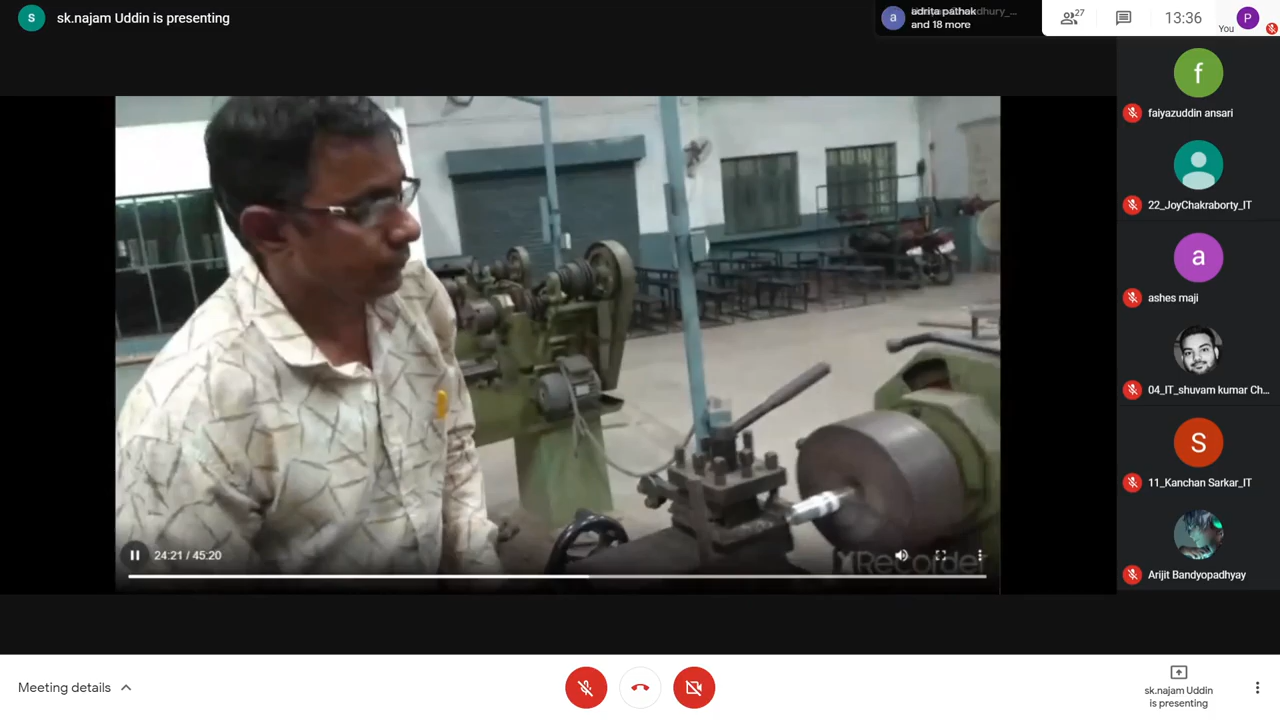 S
sk.najam Uddin is presenting
a
adrita pathak
and 18 more
27
13:36
You
P
f
faiyazuddin ansari
22_JoyChakraborty_IT
a
ashes maji
04_IT_shuvam kumar Ch...
S
11_Kanchan Sarkar_IT
Arijit Bandyopadhyay
24:21 / 45:20
XRecorder
Meeting details
sk.najam Uddin
is presenting